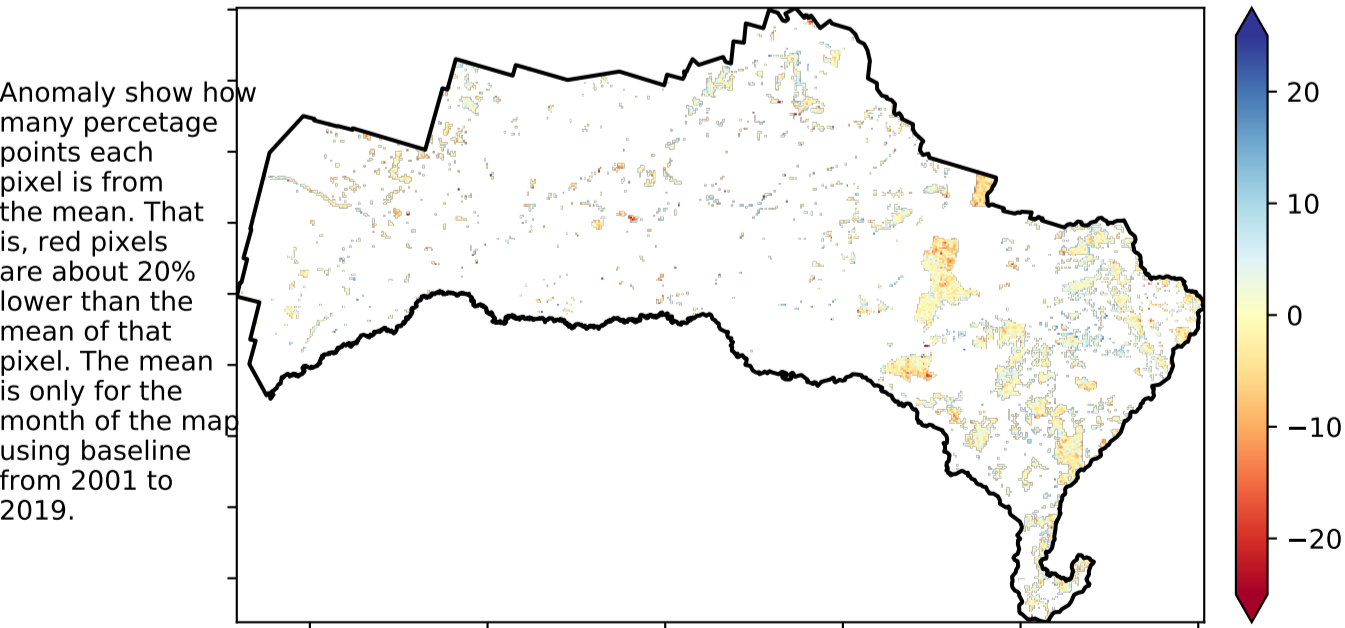 Anomaly show how
many percetage
points each
pixel is from
the mean. That
is, red pixels
are about 20%
lower than the
mean of that
pixel. The mean
is only for the
month of the map
using baseline
from 2001 to
2019.
20
10
0
−10
−20